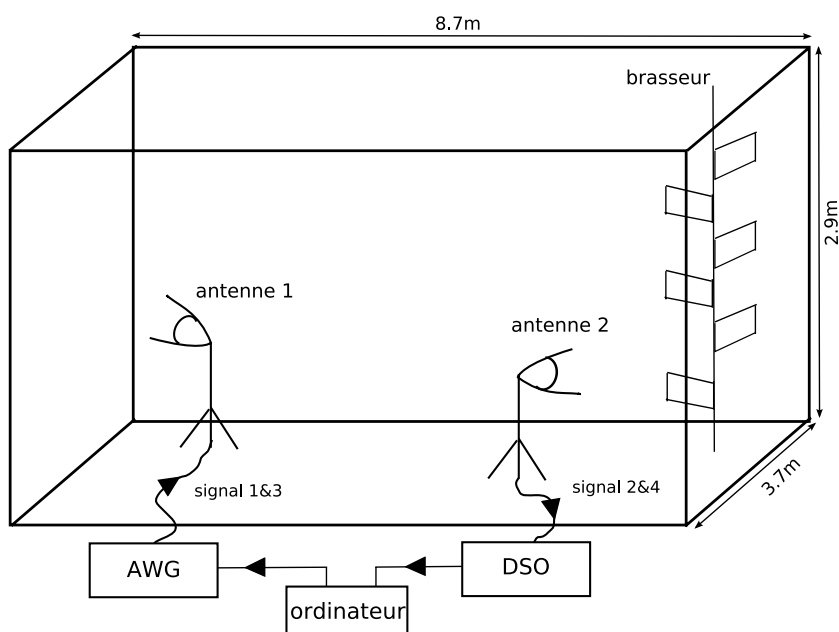 8.7m
brasseur
2.9m
antenne 1
antenne 2
3.7m
signal 1&3
signal 2&4
AWG
DSO
ordinateur